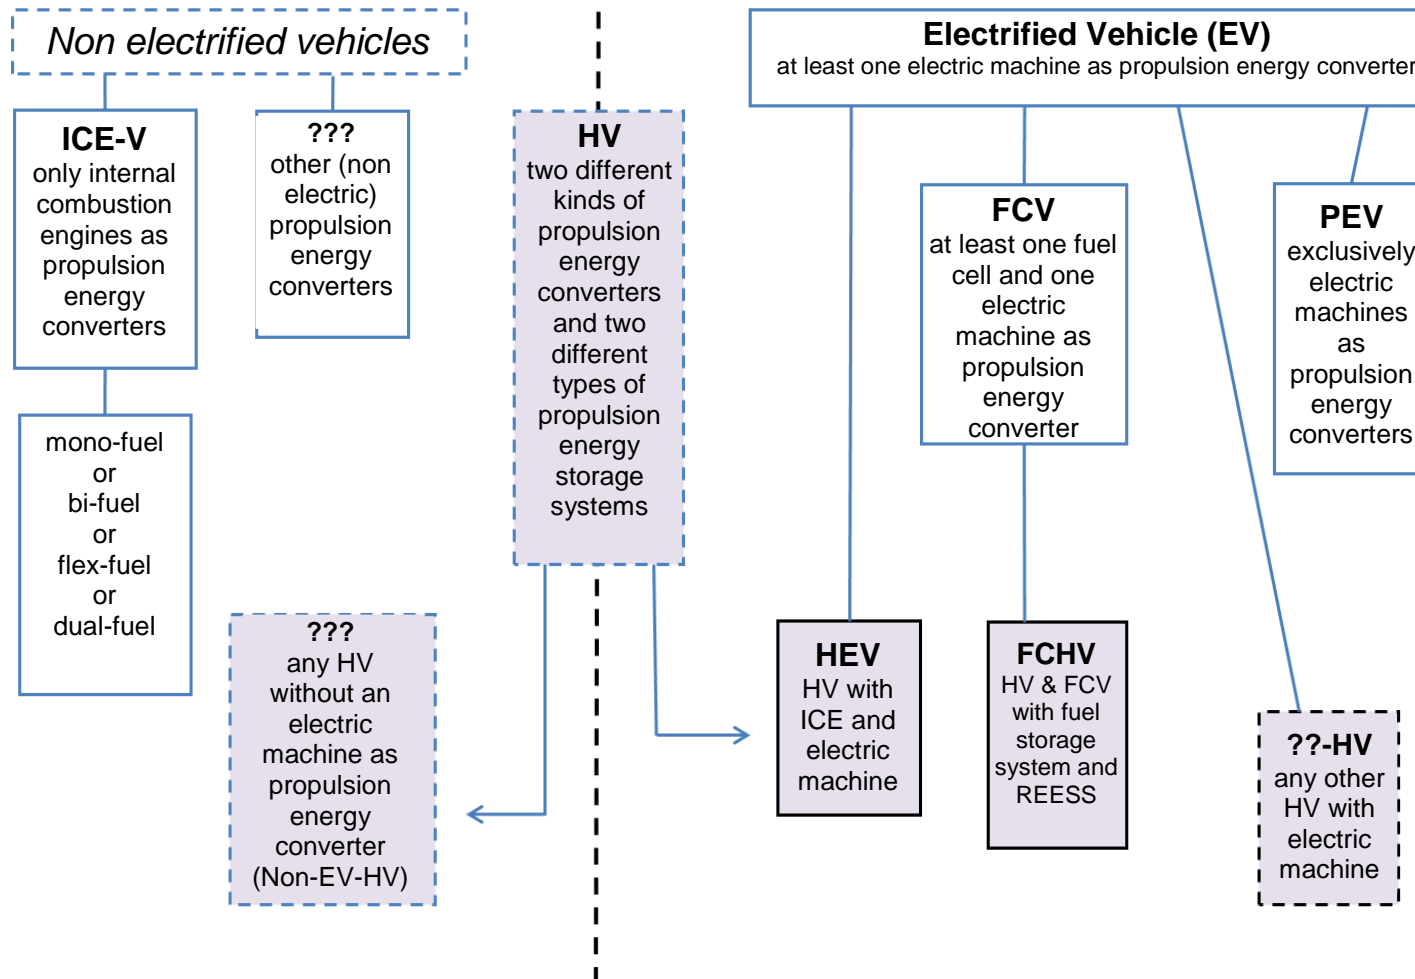 Non electrified vehicles
ICE-V
only internal
combustion
engines as
propulsion
energy
converters
???
other (non
electric)
propulsion
energy
converters
mono-fuel
or
bi-fuel
or
flex-fuel
or
dual-fuel
???
any HV
without an
electric
machine as
propulsion
energy
converter
(Non-EV-HV)
HV
two different
kinds of
propulsion
energy
converters
and two
different
types of
propulsion
energy
storage
systems
Electrified Vehicle (EV)
at least one electric machine as propulsion energy converter
FCV
at least one fuel
cell and one
electric
machine as
propulsion
energy
converter
PEV
exclusively
electric
machines
as
propulsion
energy
converters
HEV
HV with
ICE and
electric
machine
FCHV
HV & FCV
with fuel
storage
system and
REESS
??-HV
any other
HV with
electric
machine